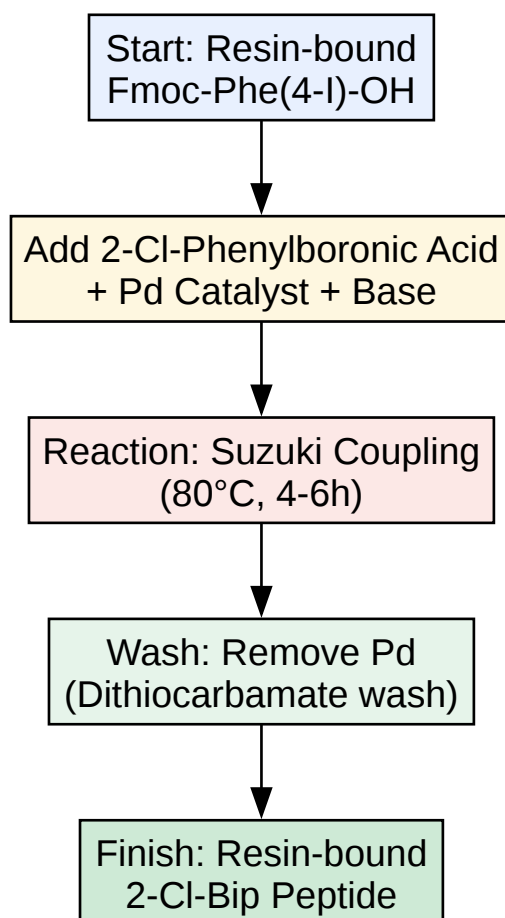 Start: Resin-bound
Fmoc-Phe(4-I)-OH
Add 2-Cl-Phenylboronic Acid
+ Pd Catalyst + Base
Reaction: Suzuki Coupling
(80°C, 4-6h)
Wash: Remove Pd
(Dithiocarbamate wash)
Finish: Resin-bound
2-Cl-Bip Peptide